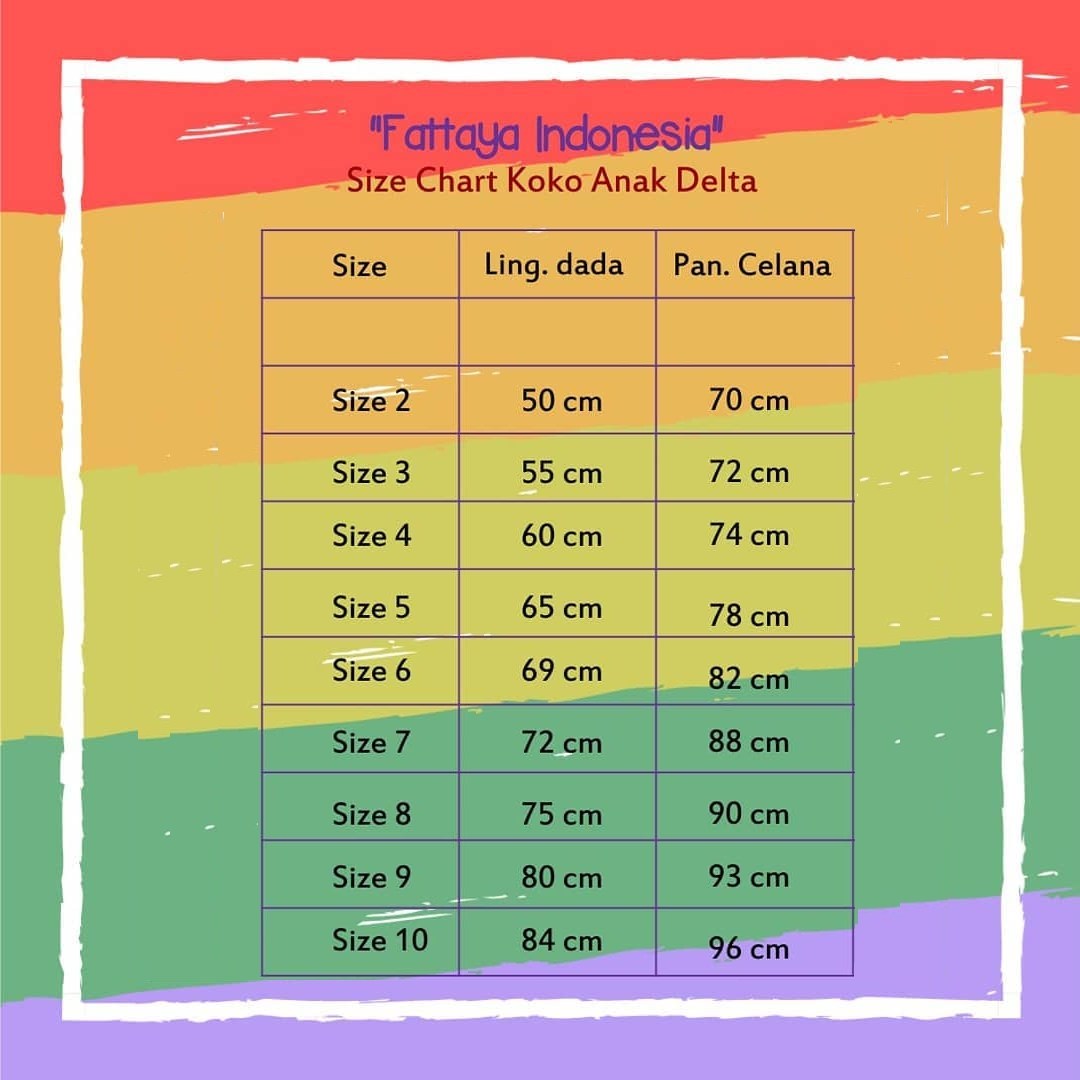 "Fattaya Indonesia"
Size Chart Koko Anak Delta
Size Ling. dada Pan. Celana
Size 2 50 cm 70 cm
Size 3 55 cm 72 cm
Size 4 60 cm 74 cm
Size 5 65 cm 78 cm
Size 6 69 cm 82 cm
Size 7 72 cm 88 cm
Size 8 75 cm 90 cm
Size 9 80 cm 93 cm
Size 10 84 cm 96 cm